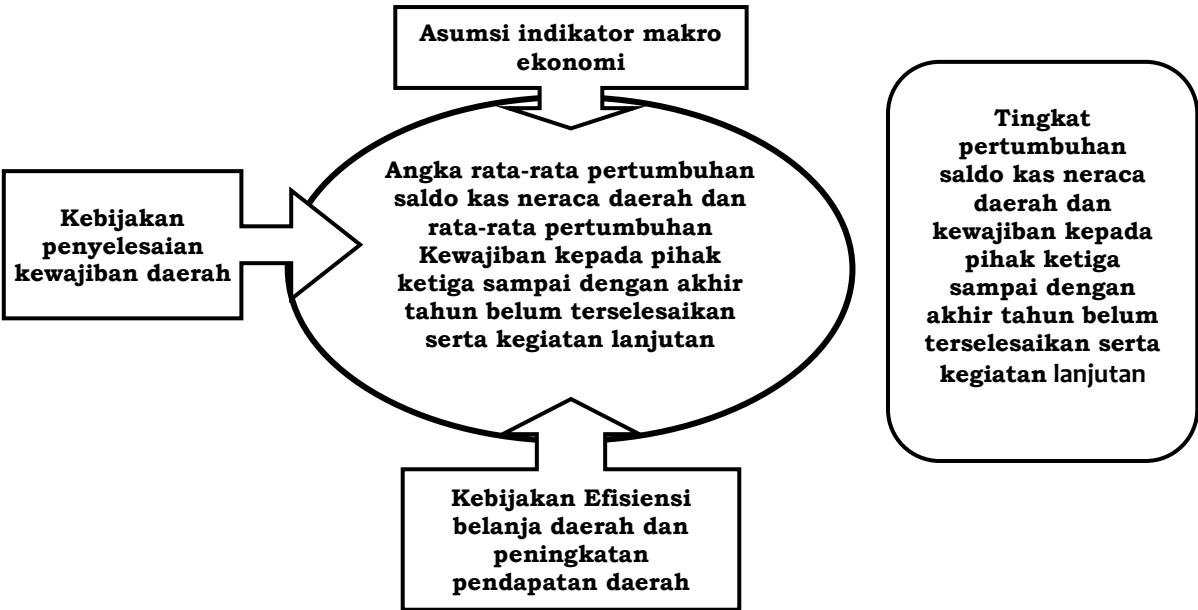 Asumsi indikator makro
ekonomi
Kebijakan
penyelesaian
kewajiban daerah
Angka rata-rata pertumbuhan
saldo kas neraca daerah dan
rata-rata pertumbuhan
Kewajiban kepada pihak
ketiga sampai dengan akhir
tahun belum terselesaikan
serta kegiatan lanjutan
Tingkat
pertumbuhan
saldo kas neraca
daerah dan
kewajiban kepada
pihak ketiga
sampai dengan
akhir tahun belum
terselesaikan serta
kegiatan lanjutan
Kebijakan Efisiensi
belanja daerah dan
peningkatan
pendapatan daerah